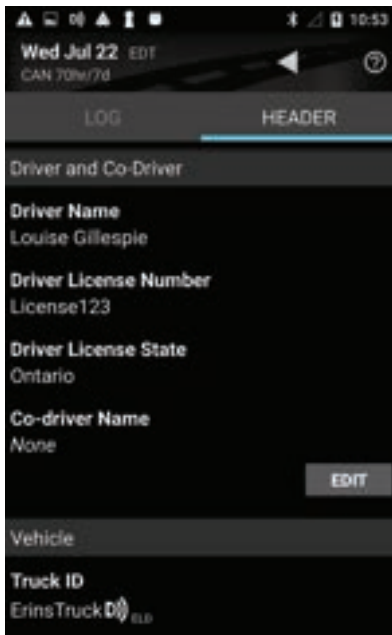 10:53
Wed Jul 22 EDT
CAN 70hr/7d
LOG HEADER
Driver and Co-Driver
Driver Name
Louise Gillespie
Driver License Number
License123
Driver License State
Ontario
Co-driver Name
None
EDIT
Vehicle
Truck ID
ErinsTruck ELD